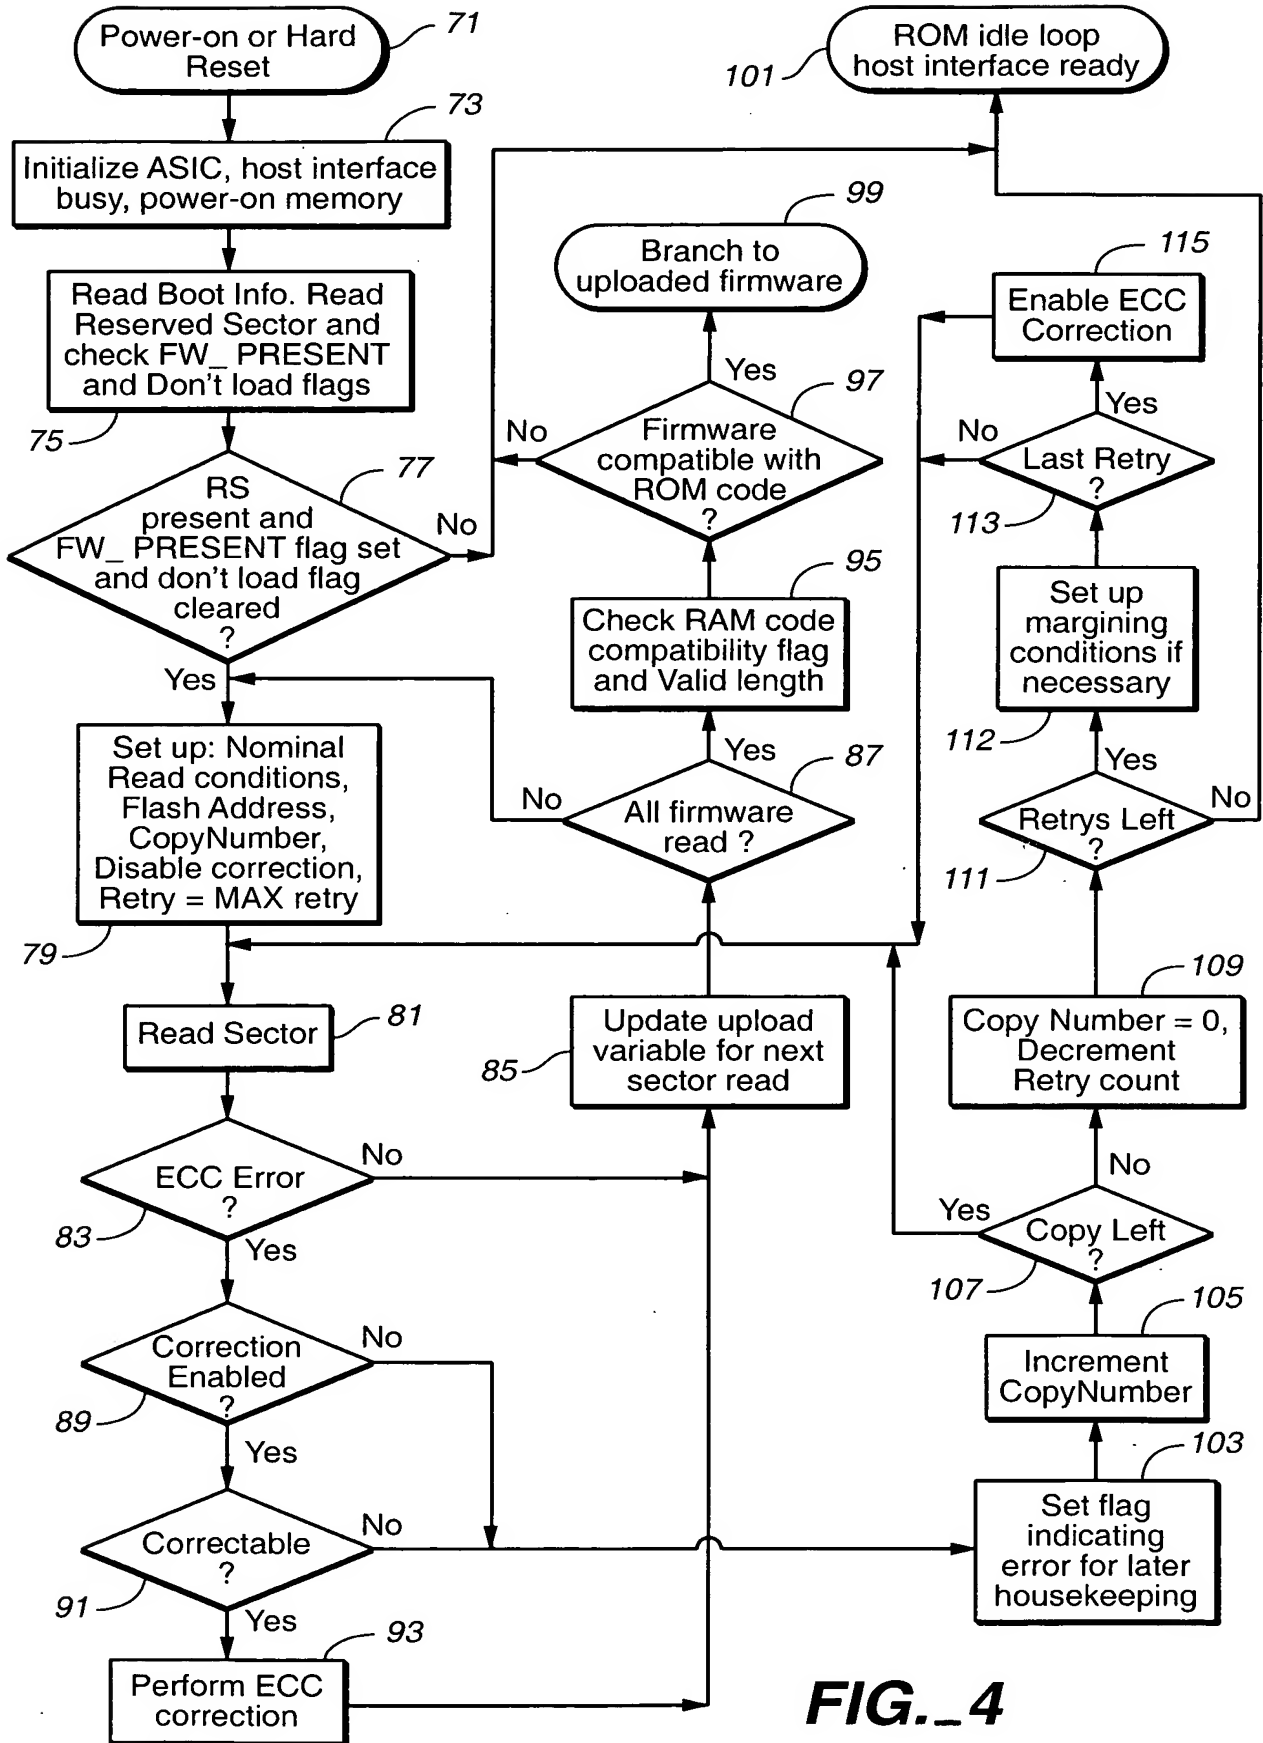 Power-on or Hard
Reset
71
73
Initialize ASIC, host interface
busy, power-on memory
Read Boot Info. Read
Reserved Sector and
check FW_ PRESENT
and Don't load flags
75
77
RS
present and
FW_ PRESENT flag set
and don't load flag
cleared
?
No
Yes
Set up: Nominal
Read conditions,
Flash Address,
CopyNumber,
Disable correction,
Retry = MAX retry
79
Read Sector
81
ECC Error
?
No
83
Yes
Correction
Enabled
?
No
89
Yes
Correctable
?
No
91
Yes
93
Perform ECC
correction
ROM idle loop
host interface ready
101
99
Branch to
uploaded firmware
Yes
97
No
Firmware
compatible with
ROM code
?
95
Check RAM code
compatibility flag
and Valid length
Yes
87
No
All firmware
read ?
Update upload
variable for next
sector read
85
115
Enable ECC
Correction
Yes
No
Last Retry
?
113
Set up
margining
conditions if
necessary
112
Yes
No
Retrys Left
?
111
109
Copy Number = 0,
Decrement
Retry count
No
Yes
Copy Left
?
107
105
Increment
CopyNumber
103
Set flag
indicating
error for later
housekeeping
FIG._4